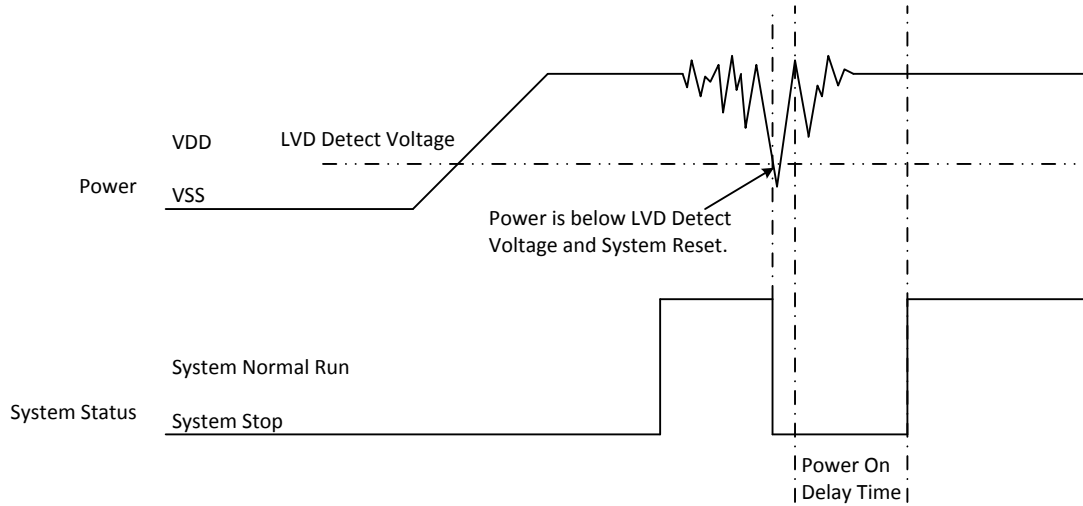 VDD
LVD Detect Voltage
Power
VSS
Power is below LVD Detect
Voltage and System Reset.
System Normal Run
System Status
System Stop
Power On
Delay Time